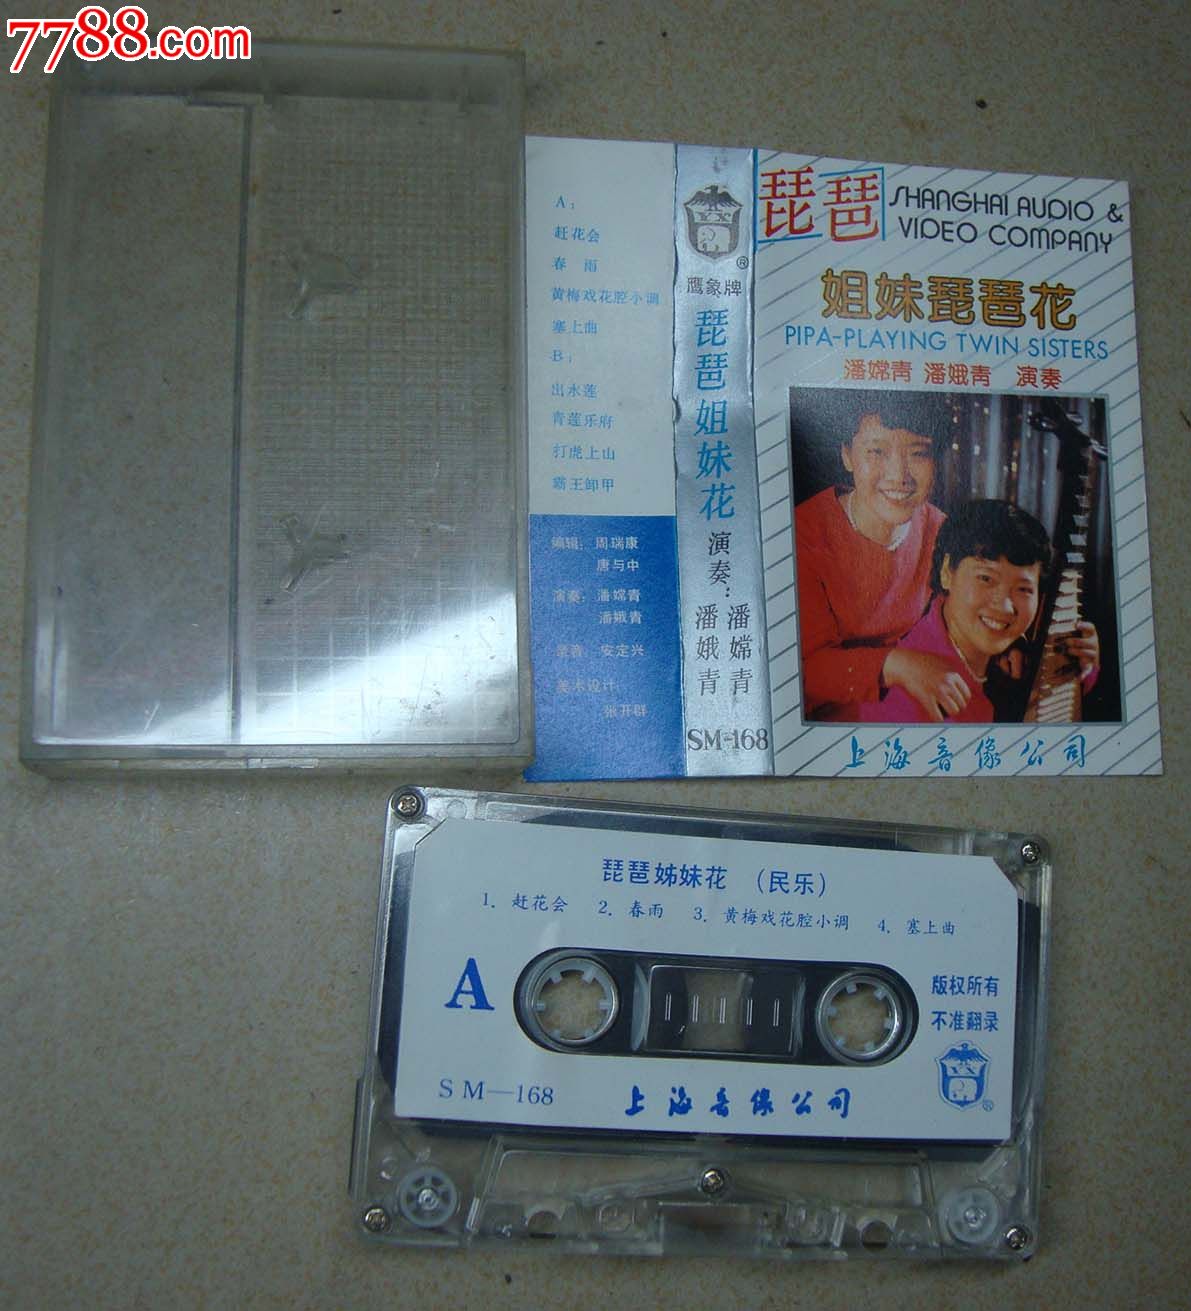 7788.com
A：
赶花会
春 雨
黄梅戏花腔小调
塞上曲
B：
出水莲
青莲乐府
打虎上山
霸王卸甲
编辑：周瑞康
唐与中
演奏：潘嫦青
潘娥青
录音：安定兴
美术设计：
张开群
YX
®
鹰象牌
琵琶姐妹花
演奏：潘嫦青
潘娥青
SM-168
琵琶
SHANGHAI AUDIO &
VIDEO COMPANY
姐妹琵琶花
PIPA-PLAYING TWIN SISTERS
潘嫦青 潘娥青 演奏
上海音像公司
琵琶姊妹花 （民乐）
1. 赶花会 2. 春雨 3. 黄梅戏花腔小调 4. 塞上曲
A
版权所有
不准翻录
YX
®
SM—168
上海音像公司